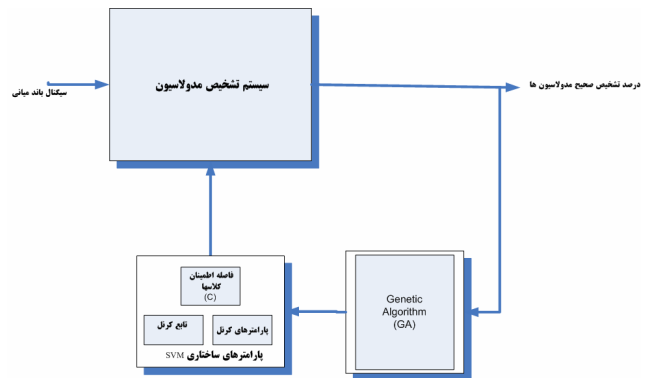 سیستم تشخیص مدولاسیون
سیگنال باند میانی
درصد تشخیص صحیح مدولاسیون ها
فاصله اطمینان
کلاسها
(C)
تابع کرنل
پارامترهای کرنل
پارامترهای ساختاری SVM
Genetic
Algorithm
(GA)